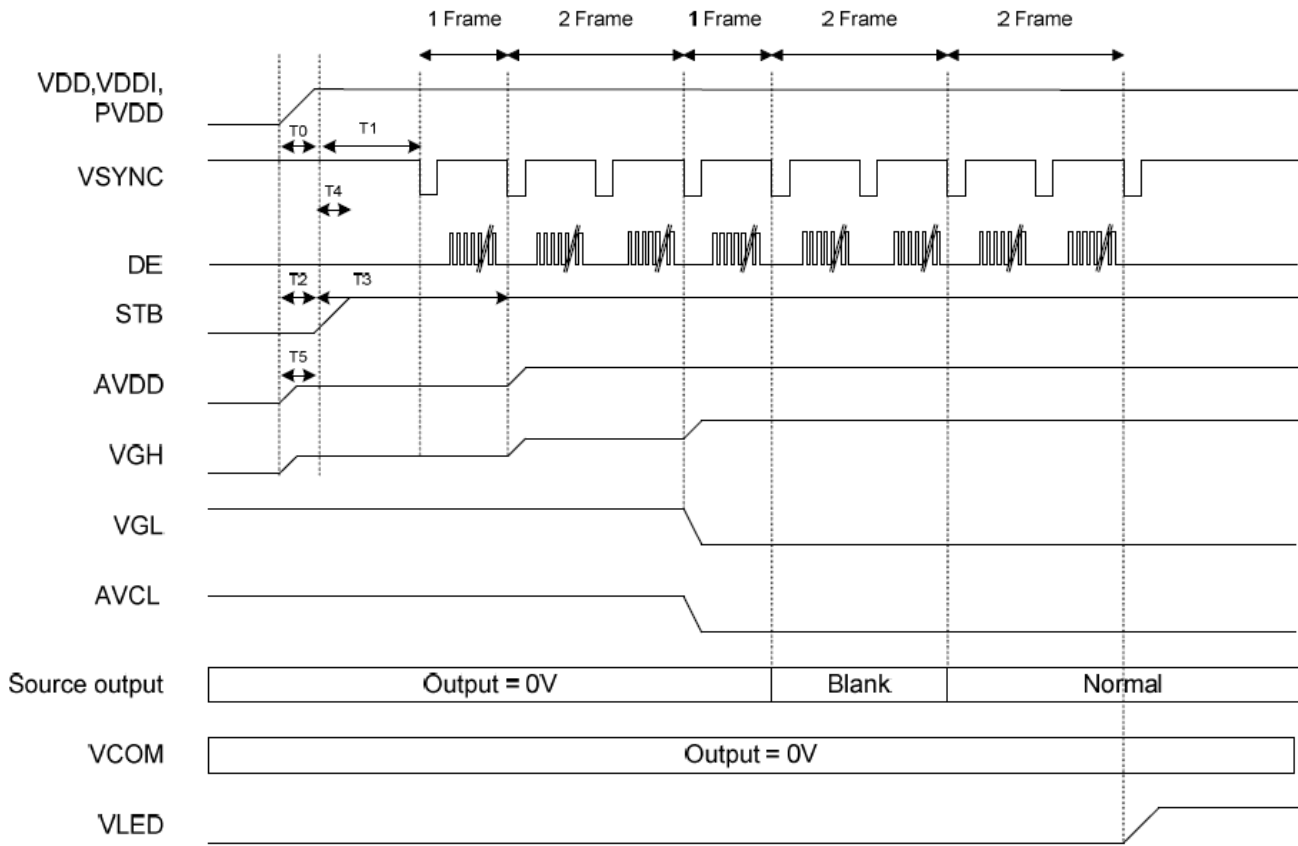 1 Frame 2 Frame 1 Frame 2 Frame 2 Frame
VDD,VDDI,
PVDD
T0 T1
VSYNC
T4
DE
T2 T3
STB
T5
AVDD
VGH
VGL
AVCL
Source output Output = 0V Blank Normal
VCOM Output = 0V
VLED